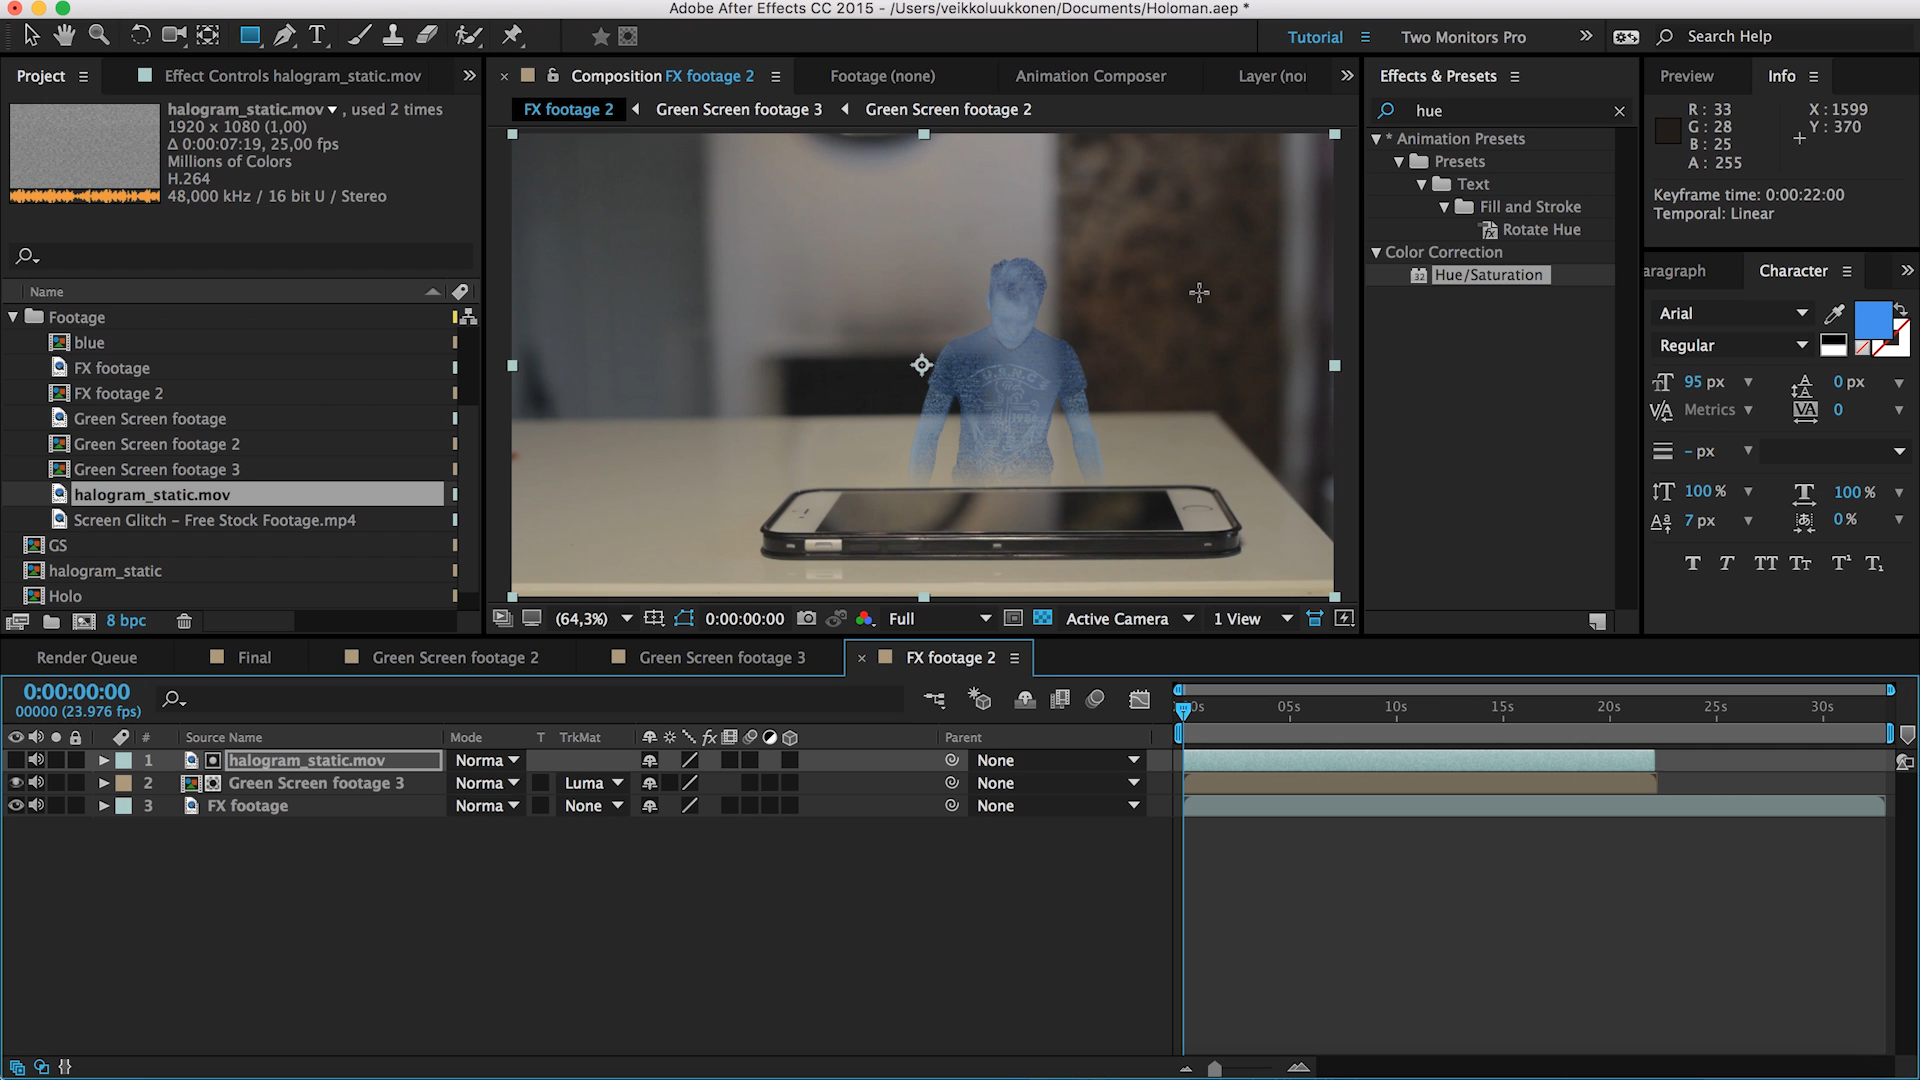 Adobe After Effects CC 2015 - /Users/veikkoluukkonen/Documents/Holoman.aep *
Tutorial
Two Monitors Pro
Search Help
Project
Effect Controls halogram_static.mov
Composition FX footage 2
Footage (none)
Animation Composer
Layer (noi
Effects & Presets
Preview
Info
halogram_static.mov , used 2 times
1920 x 1080 (1,00)
Δ 0:00:07:19, 25,00 fps
Millions of Colors
H.264
48,000 kHz / 16 bit U / Stereo
FX footage 2
Green Screen footage 3
Green Screen footage 2
hue
* Animation Presets
Presets
Text
Fill and Stroke
Rotate Hue
Color Correction
32 Hue/Saturation
R : 33
G : 28
B : 25
A : 255
X : 1599
Y : 370
Keyframe time: 0:00:22:00
Temporal: Linear
aragraph
Character
Arial
Regular
95 px
0 px
Metrics
0
- px
100 %
100 %
7 px
0 %
T T TT Tт T¹ T₁
Name
Footage
blue
FX footage
FX footage 2
Green Screen footage
Green Screen footage 2
Green Screen footage 3
halogram_static.mov
Screen Glitch – Free Stock Footage.mp4
GS
halogram_static
Holo
8 bpc
(64,3%)
0:00:00:00
Full
Active Camera
1 View
Render Queue
Final
Green Screen footage 2
Green Screen footage 3
FX footage 2
0:00:00:00
00000 (23.976 fps)
05s
10s
15s
20s
25s
30s
#
Source Name
Mode
T TrkMat
fx
Parent
1 halogram_static.mov Norma None
2 Green Screen footage 3 Norma Luma None
3 FX footage Norma None None